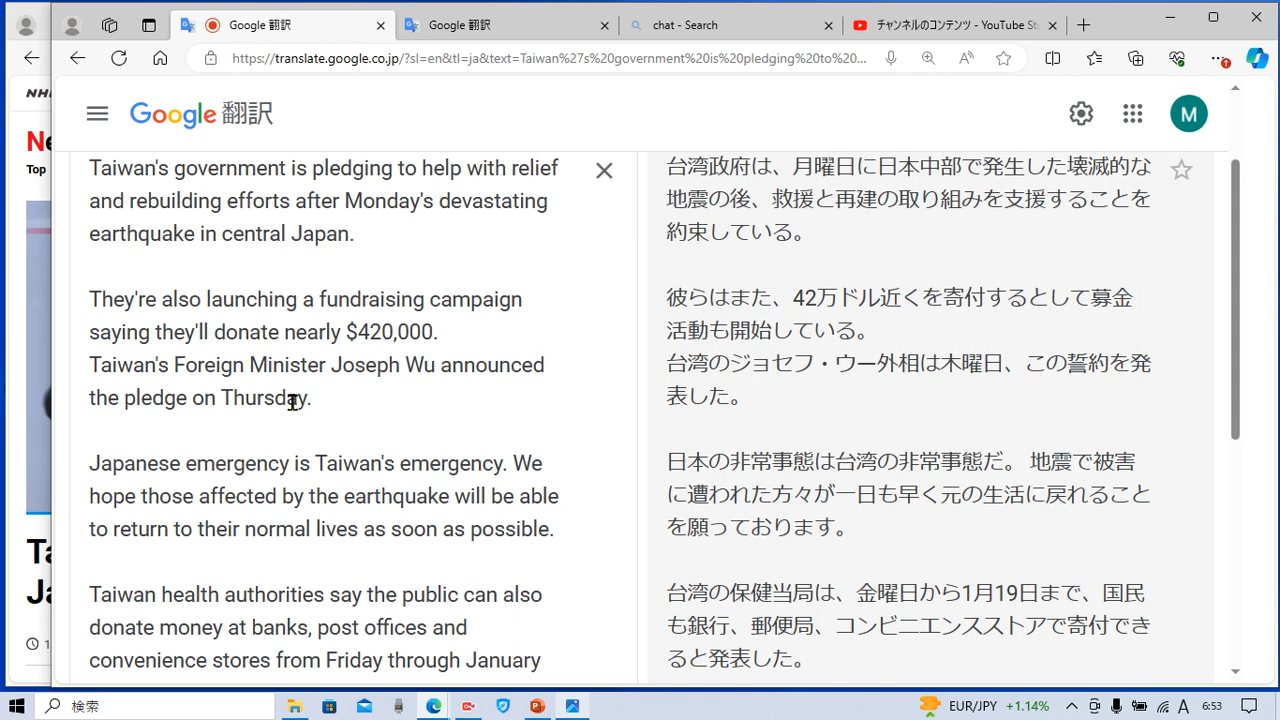 Google 翻訳
Google 翻訳
chat - Search
チャンネルのコンテンツ - YouTube St
https://translate.google.co.jp/?sl=en&tl=ja&text=Taiwan%27s%20government%20is%20pledging%20to%20...
NH
Ne
Top
Google 翻訳
M
Taiwan's government is pledging to help with relief
and rebuilding efforts after Monday's devastating
earthquake in central Japan.
They're also launching a fundraising campaign
saying they'll donate nearly $420,000.
Taiwan's Foreign Minister Joseph Wu announced
the pledge on Thursday.
Japanese emergency is Taiwan's emergency. We
hope those affected by the earthquake will be able
to return to their normal lives as soon as possible.
Taiwan health authorities say the public can also
donate money at banks, post offices and
convenience stores from Friday through January
台湾政府は、月曜日に日本中部で発生した壊滅的な
地震の後、救援と再建の取り組みを支援することを
約束している。
彼らはまた、42万ドル近くを寄付するとして募金
活動も開始している。
台湾のジョセフ・ウー外相は木曜日、この誓約を発
表した。
日本の非常事態は台湾の非常事態だ。 地震で被害
に遭われた方々が一日も早く元の生活に戻れること
を願っております。
台湾の保健当局は、金曜日から1月19日まで、国民
も銀行、郵便局、コンビニエンスストアで寄付でき
ると発表した。
Ta
Ja
1
検索
EUR/JPY +1.14%
A
6:53